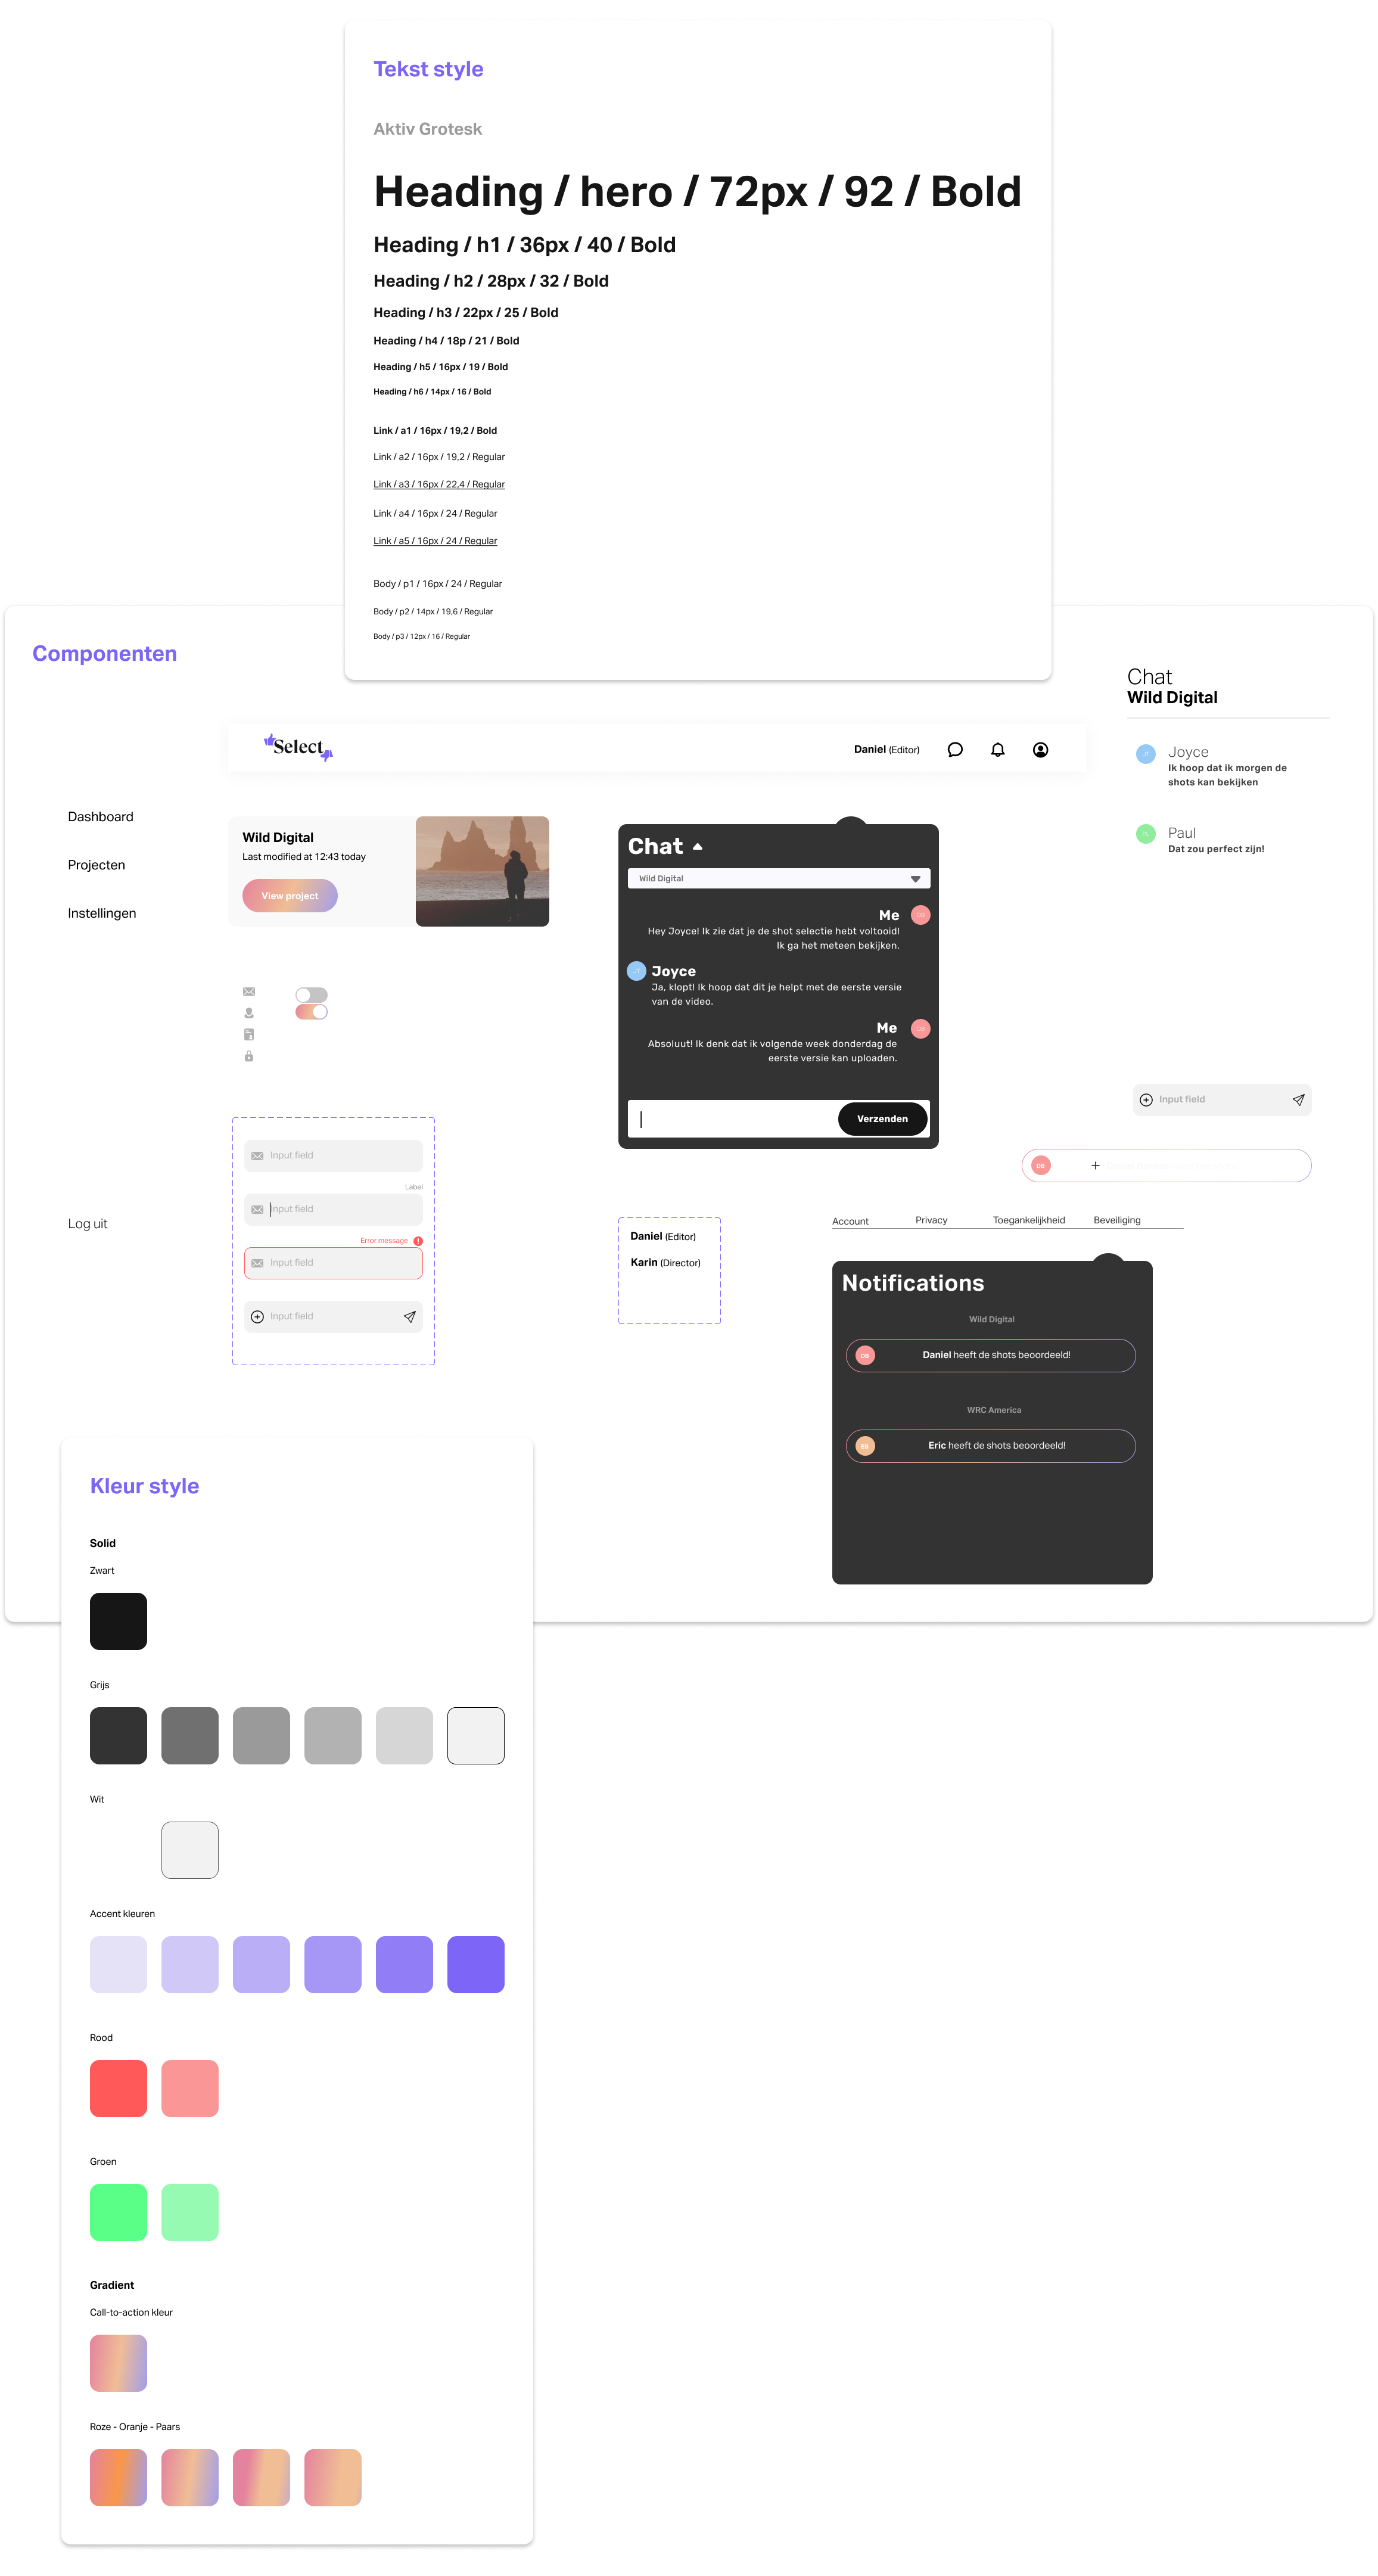 Tekst style
Aktiv Grotesk
Heading / hero / 72px / 92 / Bold
Heading / h1 / 36px / 40 / Bold
Heading / h2 / 28px / 32 / Bold
Heading / h3 / 22px / 25 / Bold
Heading / h4 / 18p / 21 / Bold
Heading / h5 / 16px / 19 / Bold
Heading / h6 / 14px / 16 / Bold
Link / a1 / 16px / 19,2 / Bold
Link / a2 / 16px / 19,2 / Regular
Link / a3 / 16px / 22,4 / Regular
Link / a4 / 16px / 24 / Regular
Link / a5 / 16px / 24 / Regular
Body / p1 / 16px / 24 / Regular
Body / p2 / 14px / 19,6 / Regular
Body / p3 / 12px / 16 / Regular
Componenten
Select
Daniel (Editor)
Dashboard
Projecten
Instellingen
Log uit
Wild Digital
Last modified at 12:43 today
View project
Input field
Label
Input field
Error message
Input field
Input field
Chat
Wild Digital
Me
DB
Hey Joyce! Ik zie dat je de shot selectie hebt voltooid!
Ik ga het meteen bekijken.
JT
Joyce
Ja, klopt! Ik hoop dat dit je helpt met de eerste versie
van de video.
Me
DB
Absoluut! Ik denk dat ik volgende week donderdag de
eerste versie kan uploaden.
Verzenden
Chat
Wild Digital
JT
Joyce
Ik hoop dat ik morgen de
shots kan bekijken
Paul
Dat zou perfect zijn!
Input field
DB
Daniel (Editor)
Karin (Director)
Account
Privacy
Toegankelijkheid
Beveiliging
Notifications
Wild Digital
DB
Daniel heeft de shots beoordeeld!
WRC America
ES
Eric heeft de shots beoordeeld!
Kleur style
Solid
Zwart
Grijs
Wit
Accent kleuren
Rood
Groen
Gradient
Call-to-action kleur
Roze - Oranje - Paars